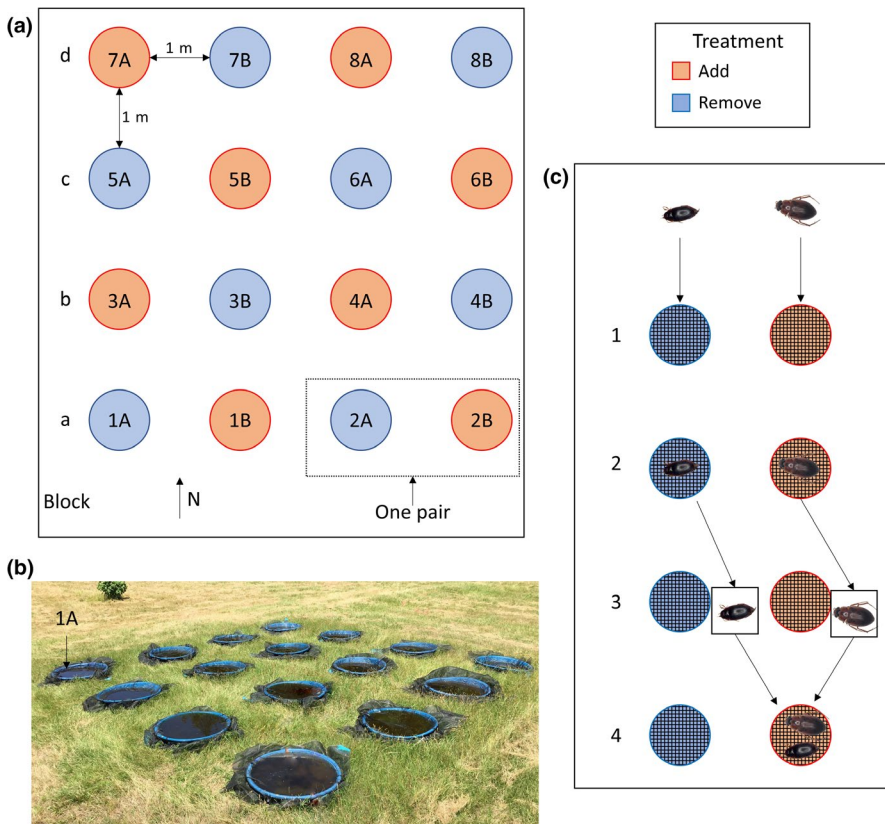 (a)
d
7A
1 m
7B
8A
8B
1 m
c
5A
5B
6A
6B
b
3A
3B
4A
4B
a
1A
1B
2A
2B
Block
N
One pair
Treatment
Add
Remove
(b)
1A
(c)
1
2
3
4